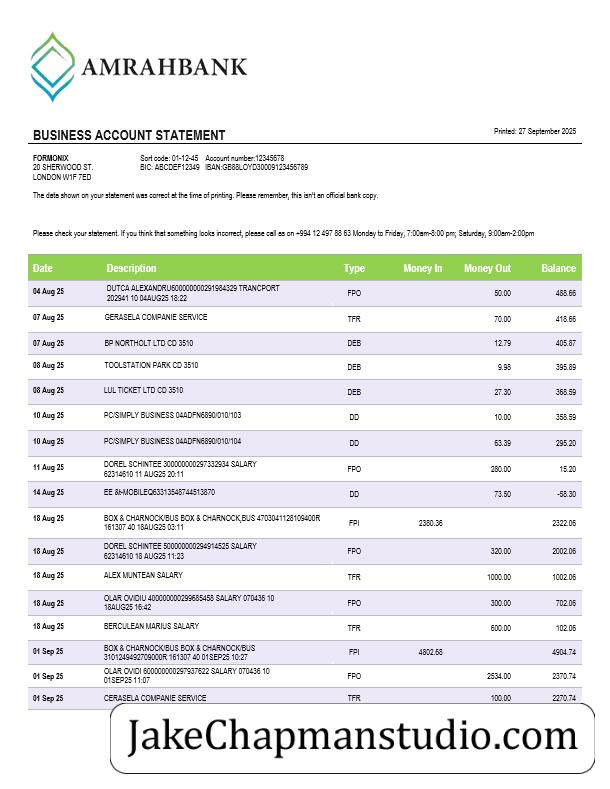 AMRAHBANK
BUSINESS ACCOUNT STATEMENT
Printed: 27 September 2025
FORMONIX Sort code: 01-12-45 Account number:12345678
20 SHERWOOD ST. BIC: ABCDEF12349 IBAN:GB88LOYD30009123456789
LONDON W1F 7ED
The data shown on your statement was correct at the time of printing. Please remember, this isn't an official bank copy.
Please check your statement. If you think that something looks incorrect, please call as on +994 12 497 88 63 Monday to Friday, 7:00am-8:00 pm; Saturday, 9:00am-2:00pm
Date Description Type Money In Money Out Balance
04 Aug 25 DUTCA ALEXANDRU600000000291984329 TRANCPORT FPO 50.00 488.66
202941 10 04AUG25 18:22
07 Aug 25 GERASELA COMPANIE SERVICE TFR 70.00 418.66
07 Aug 25 BP NORTHOLT LTD CD 3510 DEB 12.79 405.87
08 Aug 25 TOOLSTATION PARK CD 3510 DEB 9.98 395.89
08 Aug 25 LUL TICKET LTD CD 3510 DEB 27.30 368.59
10 Aug 25 PC/SIMPLY BUSINESS 04ADFN6890/010/103 DD 10.00 358.59
10 Aug 25 PC/SIMPLY BUSINESS 04ADFN6890/010/104 DD 63.39 295.20
11 Aug 25 DOREL SCHINTEE 300000000297332934 SALARY FPO 280.00 15.20
62314610 11 AUG25 20:11
14 Aug 25 EE &t-MOBILEQ63313548744513870 DD 73.50 -58.30
18 Aug 25 BOX & CHARNOCK/BUS BOX & CHARNOCK,BUS 4703041128109400R FPI 2380.36 2322.06
161307 40 18AUG25 03:11
18 Aug 25 DOREL SCHINTEE 500000000294914525 SALARY FPO 320.00 2002.06
62314610 18 AUG25 11:23
18 Aug 25 ALEX MUNTEAN SALARY TFR 1000.00 1002.06
18 Aug 25 OLAR OVIDIU 400000000299685458 SALARY 070436 10 FPO 300.00 702.06
18AUG25 16:42
18 Aug 25 BERCULEAN MARIUS SALARY TFR 600.00 102.06
01 Sep 25 BOX & CHARNOCK/BUS BOX & CHARNOCK/BUS FPI 4802.68 4904.74
3101249492709000R 161307 40 01SEP25 10:27
01 Sep 25 OLAR OVIDI 600000000297937622 SALARY 070436 10 FPO 2534.00 2370.74
01SEP25 11:07
01 Sep 25 CERASELA COMPANIE SERVICE TFR 100.00 2270.74
JakeChapmanstudio.com